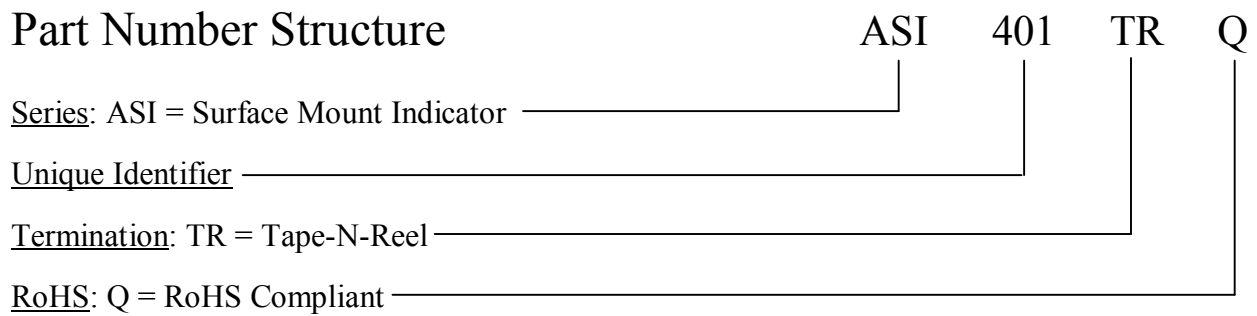 Part Number Structure ASI 401 TR Q
Series: ASI = Surface Mount Indicator
Unique Identifier
Termination: TR = Tape-N-Reel
RoHS: Q = RoHS Compliant